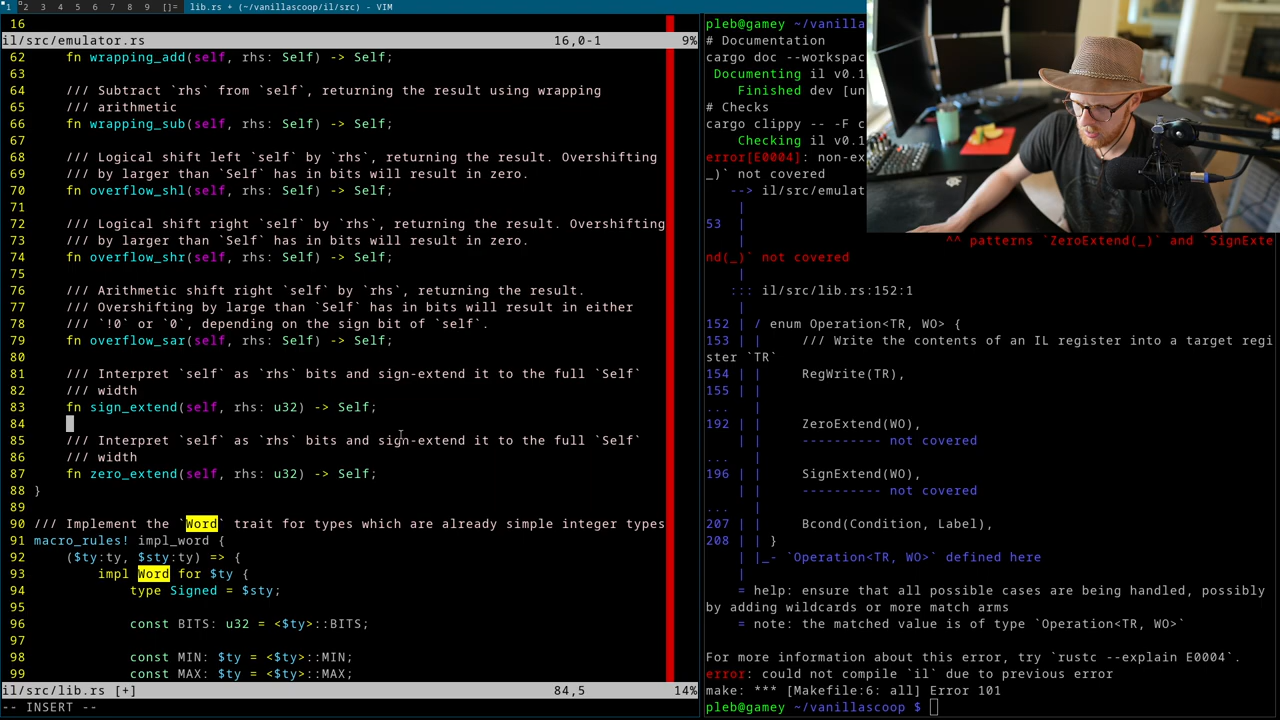 1 2 3 4 5 6 7 8 9 []= lib.rs + (~/vanillascoop/il/src) - VIM
16
il/src/emulator.rs 16,0-1 9%
62 fn wrapping_add(self, rhs: Self) -> Self;
63
64 /// Subtract `rhs` from `self`, returning the result using wrapping
65 /// arithmetic
66 fn wrapping_sub(self, rhs: Self) -> Self;
67
68 /// Logical shift left `self` by `rhs`, returning the result. Overshifting
69 /// by larger than `Self` has in bits will result in zero.
70 fn overflow_shl(self, rhs: Self) -> Self;
71
72 /// Logical shift right `self` by `rhs`, returning the result. Overshifting
73 /// by larger than `Self` has in bits will result in zero.
74 fn overflow_shr(self, rhs: Self) -> Self;
75
76 /// Arithmetic shift right `self` by `rhs`, returning the result.
77 /// Overshifting by large than `Self` has in bits will result in either
78 /// `!0` or `0`, depending on the sign bit of `self`.
79 fn overflow_sar(self, rhs: Self) -> Self;
80
81 /// Interpret `self` as `rhs` bits and sign-extend it to the full `Self`
82 /// width
83 fn sign_extend(self, rhs: u32) -> Self;
84
85 /// Interpret `self` as `rhs` bits and sign-extend it to the full `Self`
86 /// width
87 fn zero_extend(self, rhs: u32) -> Self;
88 }
89
90 /// Implement the `Word` trait for types which are already simple integer types
91 macro_rules! impl_word {
92 ($ty:ty, $sty:ty) => {
93 impl Word for $ty {
94 type Signed = $sty;
95
96 const BITS: u32 = <$ty>::BITS;
97
98 const MIN: $ty = <$ty>::MIN;
99 const MAX: $ty = <$ty>::MAX;
il/src/lib.rs [+] 84,5 14%
-- INSERT --
pleb@gamey ~/vanilla
# Documentation
cargo doc --workspac
Documenting il v0.1
Finished dev [un
# Checks
cargo clippy -- -F c
Checking il v0.1
error[E0004]: non-ex
_)` not covered
--> il/src/emulat
|
53 |
| ^^ patterns `ZeroExtend(_)` and `SignExte
nd(_)` not covered
|
::: il/src/lib.rs:152:1
|
152 | / enum Operation<TR, WO> {
153 | | /// Write the contents of an IL register into a target regi
ster `TR`
154 | | RegWrite(TR),
155 | |
... |
192 | | ZeroExtend(WO),
| | ---------- not covered
... |
196 | | SignExtend(WO),
| | ---------- not covered
... |
207 | | Bcond(Condition, Label),
208 | | }
| |_- `Operation<TR, WO>` defined here
|
= help: ensure that all possible cases are being handled, possibly
by adding wildcards or more match arms
= note: the matched value is of type `Operation<TR, WO>`
For more information about this error, try `rustc --explain E0004`.
error: could not compile `il` due to previous error
make: *** [Makefile:6: all] Error 101
pleb@gamey ~/vanillascoop $